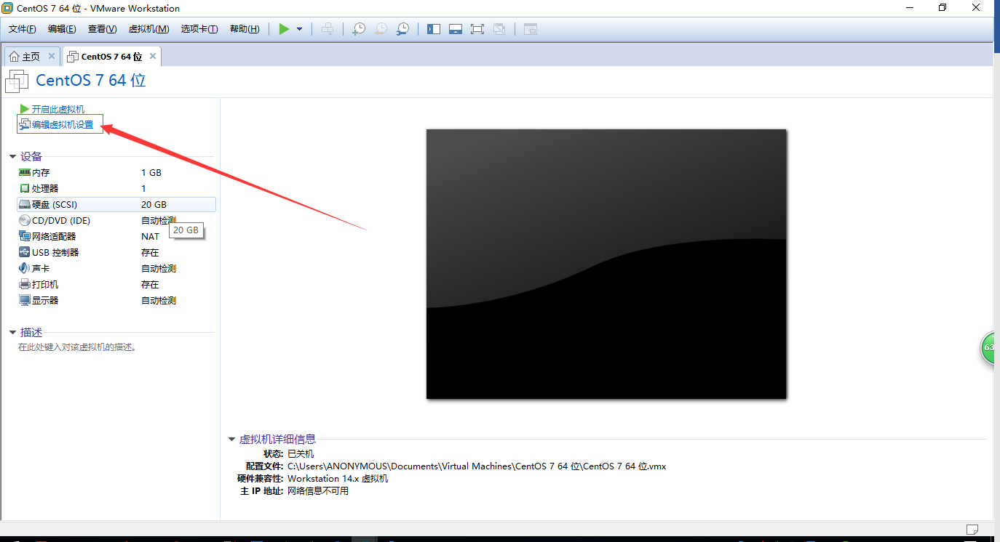 CentOS 7 64 位 - VMware Workstation
文件(F) 编辑(E) 查看(V) 虚拟机(M) 选项卡(T) 帮助(H)
主页 CentOS 7 64 位
CentOS 7 64 位
开启此虚拟机
编辑虚拟机设置
设备
内存 1 GB
处理器 1
硬盘 (SCSI) 20 GB
CD/DVD (IDE) 自动检测
20 GB
网络适配器 NAT
USB 控制器 存在
声卡 自动检测
打印机 存在
显示器 自动检测
描述
在此处键入对该虚拟机的描述。
63
虚拟机详细信息
状态: 已关机
配置文件: C:\Users\ANONYMOUS\Documents\Virtual Machines\CentOS 7 64 位\CentOS 7 64 位.vmx
硬件兼容性: Workstation 14.x 虚拟机
主 IP 地址: 网络信息不可用